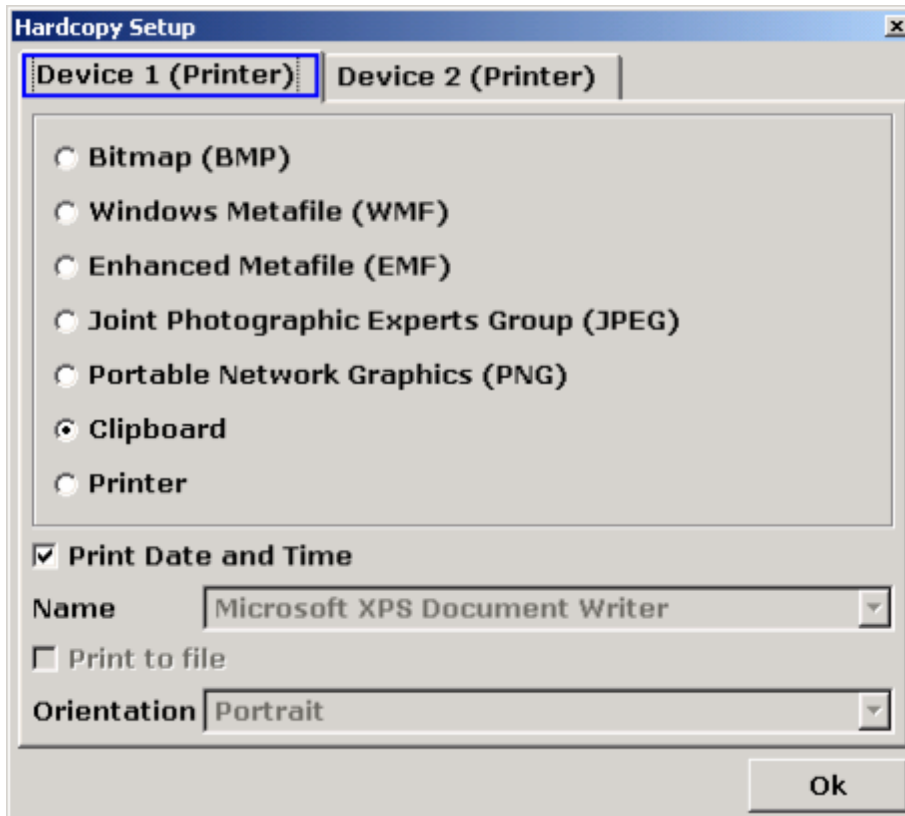 Hardcopy Setup
Device 1 (Printer) Device 2 (Printer)
Bitmap (BMP)
Windows Metafile (WMF)
Enhanced Metafile (EMF)
Joint Photographic Experts Group (JPEG)
Portable Network Graphics (PNG)
Clipboard
Printer
Print Date and Time
Name Microsoft XPS Document Writer
Print to file
Orientation Portrait
Ok